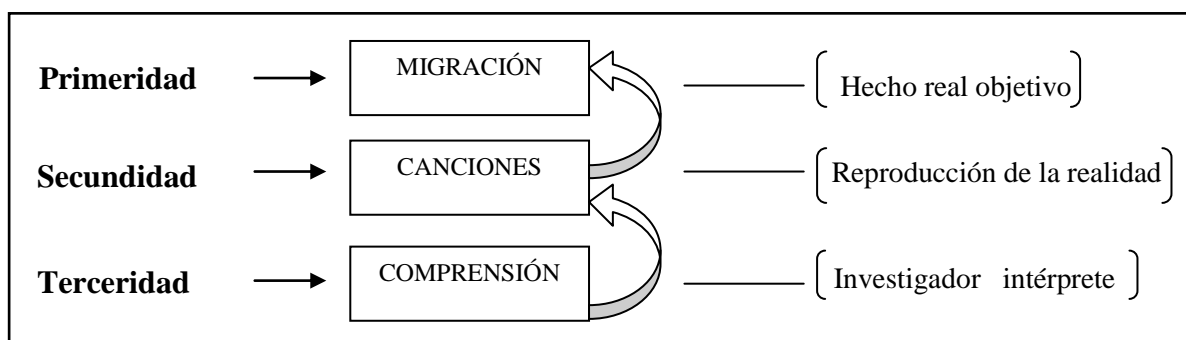 Primeridad MIGRACIÓN Hecho real objetivo
Secundidad CANCIONES Reproducción de la realidad
Terceridad COMPRENSIÓN Investigador intérprete